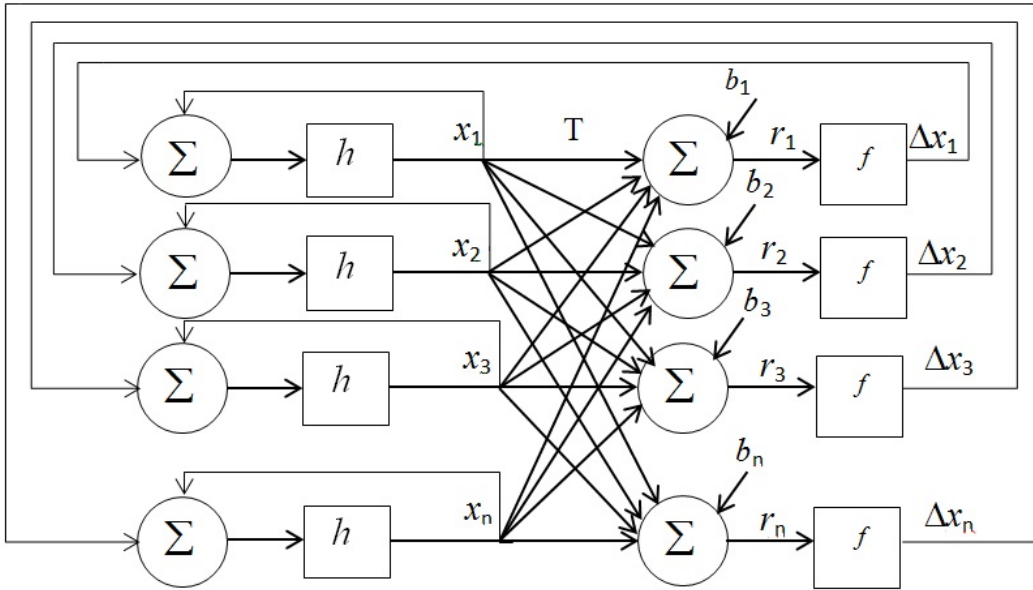 b₁
Σ h x₁ T Σ r₁ f Δx₁
b₂
Σ h x₂ Σ r₂ f Δx₂
b₃
Σ h x₃ Σ r₃ f Δx₃
bₙ
Σ h xₙ Σ rₙ f Δxₙ